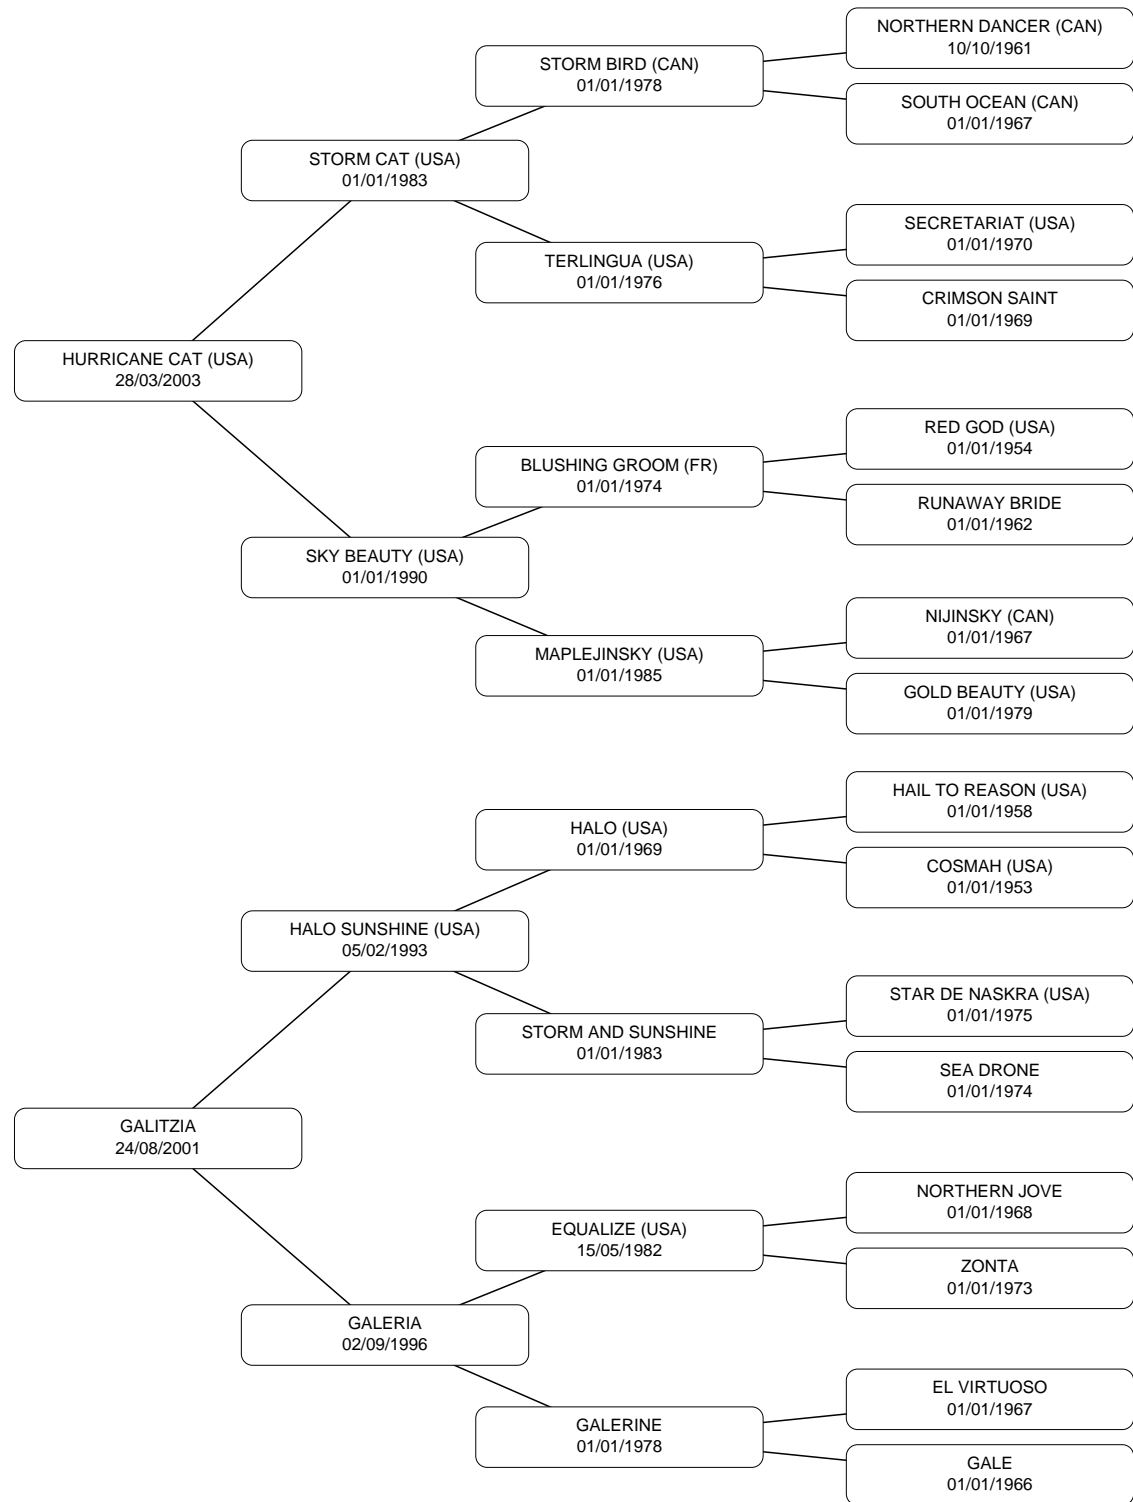 NORTHERN DANCER (CAN)
10/10/1961
STORM BIRD (CAN)
01/01/1978
SOUTH OCEAN (CAN)
01/01/1967
STORM CAT (USA)
01/01/1983
SECRETARIAT (USA)
01/01/1970
TERLINGUA (USA)
01/01/1976
CRIMSON SAINT
01/01/1969
HURRICANE CAT (USA)
28/03/2003
RED GOD (USA)
01/01/1954
BLUSHING GROOM (FR)
01/01/1974
RUNAWAY BRIDE
01/01/1962
SKY BEAUTY (USA)
01/01/1990
NIJINSKY (CAN)
01/01/1967
MAPLEJINSKY (USA)
01/01/1985
GOLD BEAUTY (USA)
01/01/1979
HAIL TO REASON (USA)
01/01/1958
HALO (USA)
01/01/1969
COSMAH (USA)
01/01/1953
HALO SUNSHINE (USA)
05/02/1993
STAR DE NASKRA (USA)
01/01/1975
STORM AND SUNSHINE
01/01/1983
SEA DRONE
01/01/1974
GALITZIA
24/08/2001
NORTHERN JOVE
01/01/1968
EQUALIZE (USA)
15/05/1982
ZONTA
01/01/1973
GALERIA
02/09/1996
EL VIRTUOSO
01/01/1967
GALERINE
01/01/1978
GALE
01/01/1966